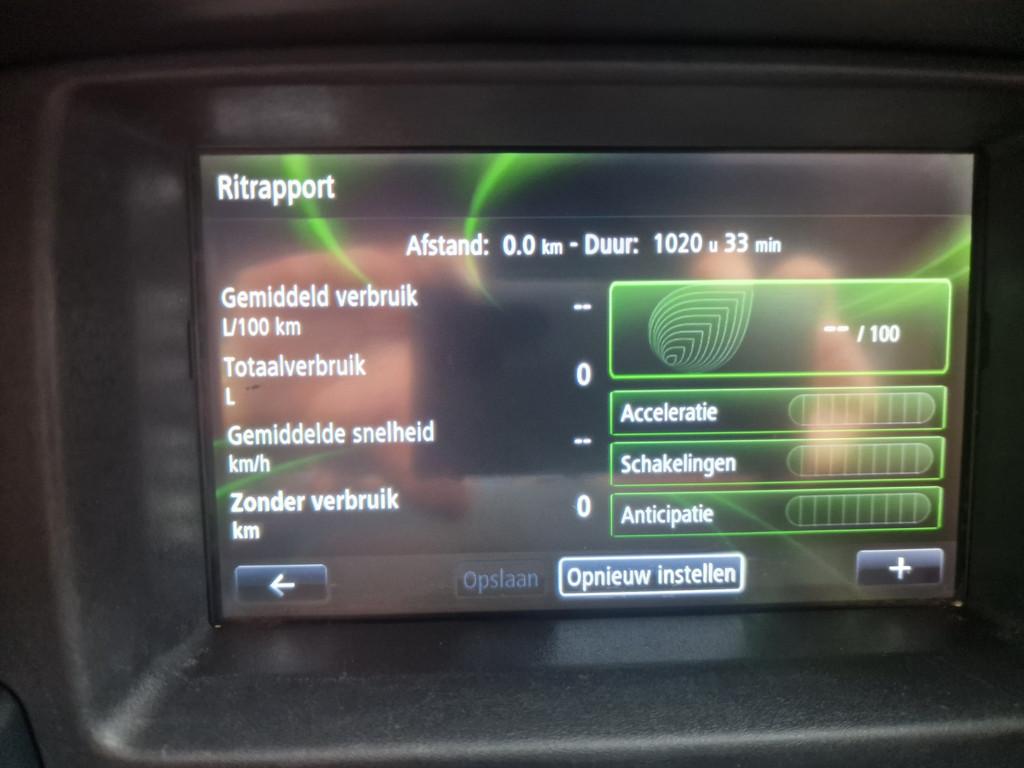 Ritrapport
Afstand: 0.0 km - Duur: 1020 u 33 min
Gemiddeld verbruik --
L/100 km
-- / 100
Totaalverbruik 0
L
Acceleratie
Gemiddelde snelheid --
km/h
Schakelingen
Zonder verbruik 0
km
Anticipatie
Opslaan Opnieuw instellen +